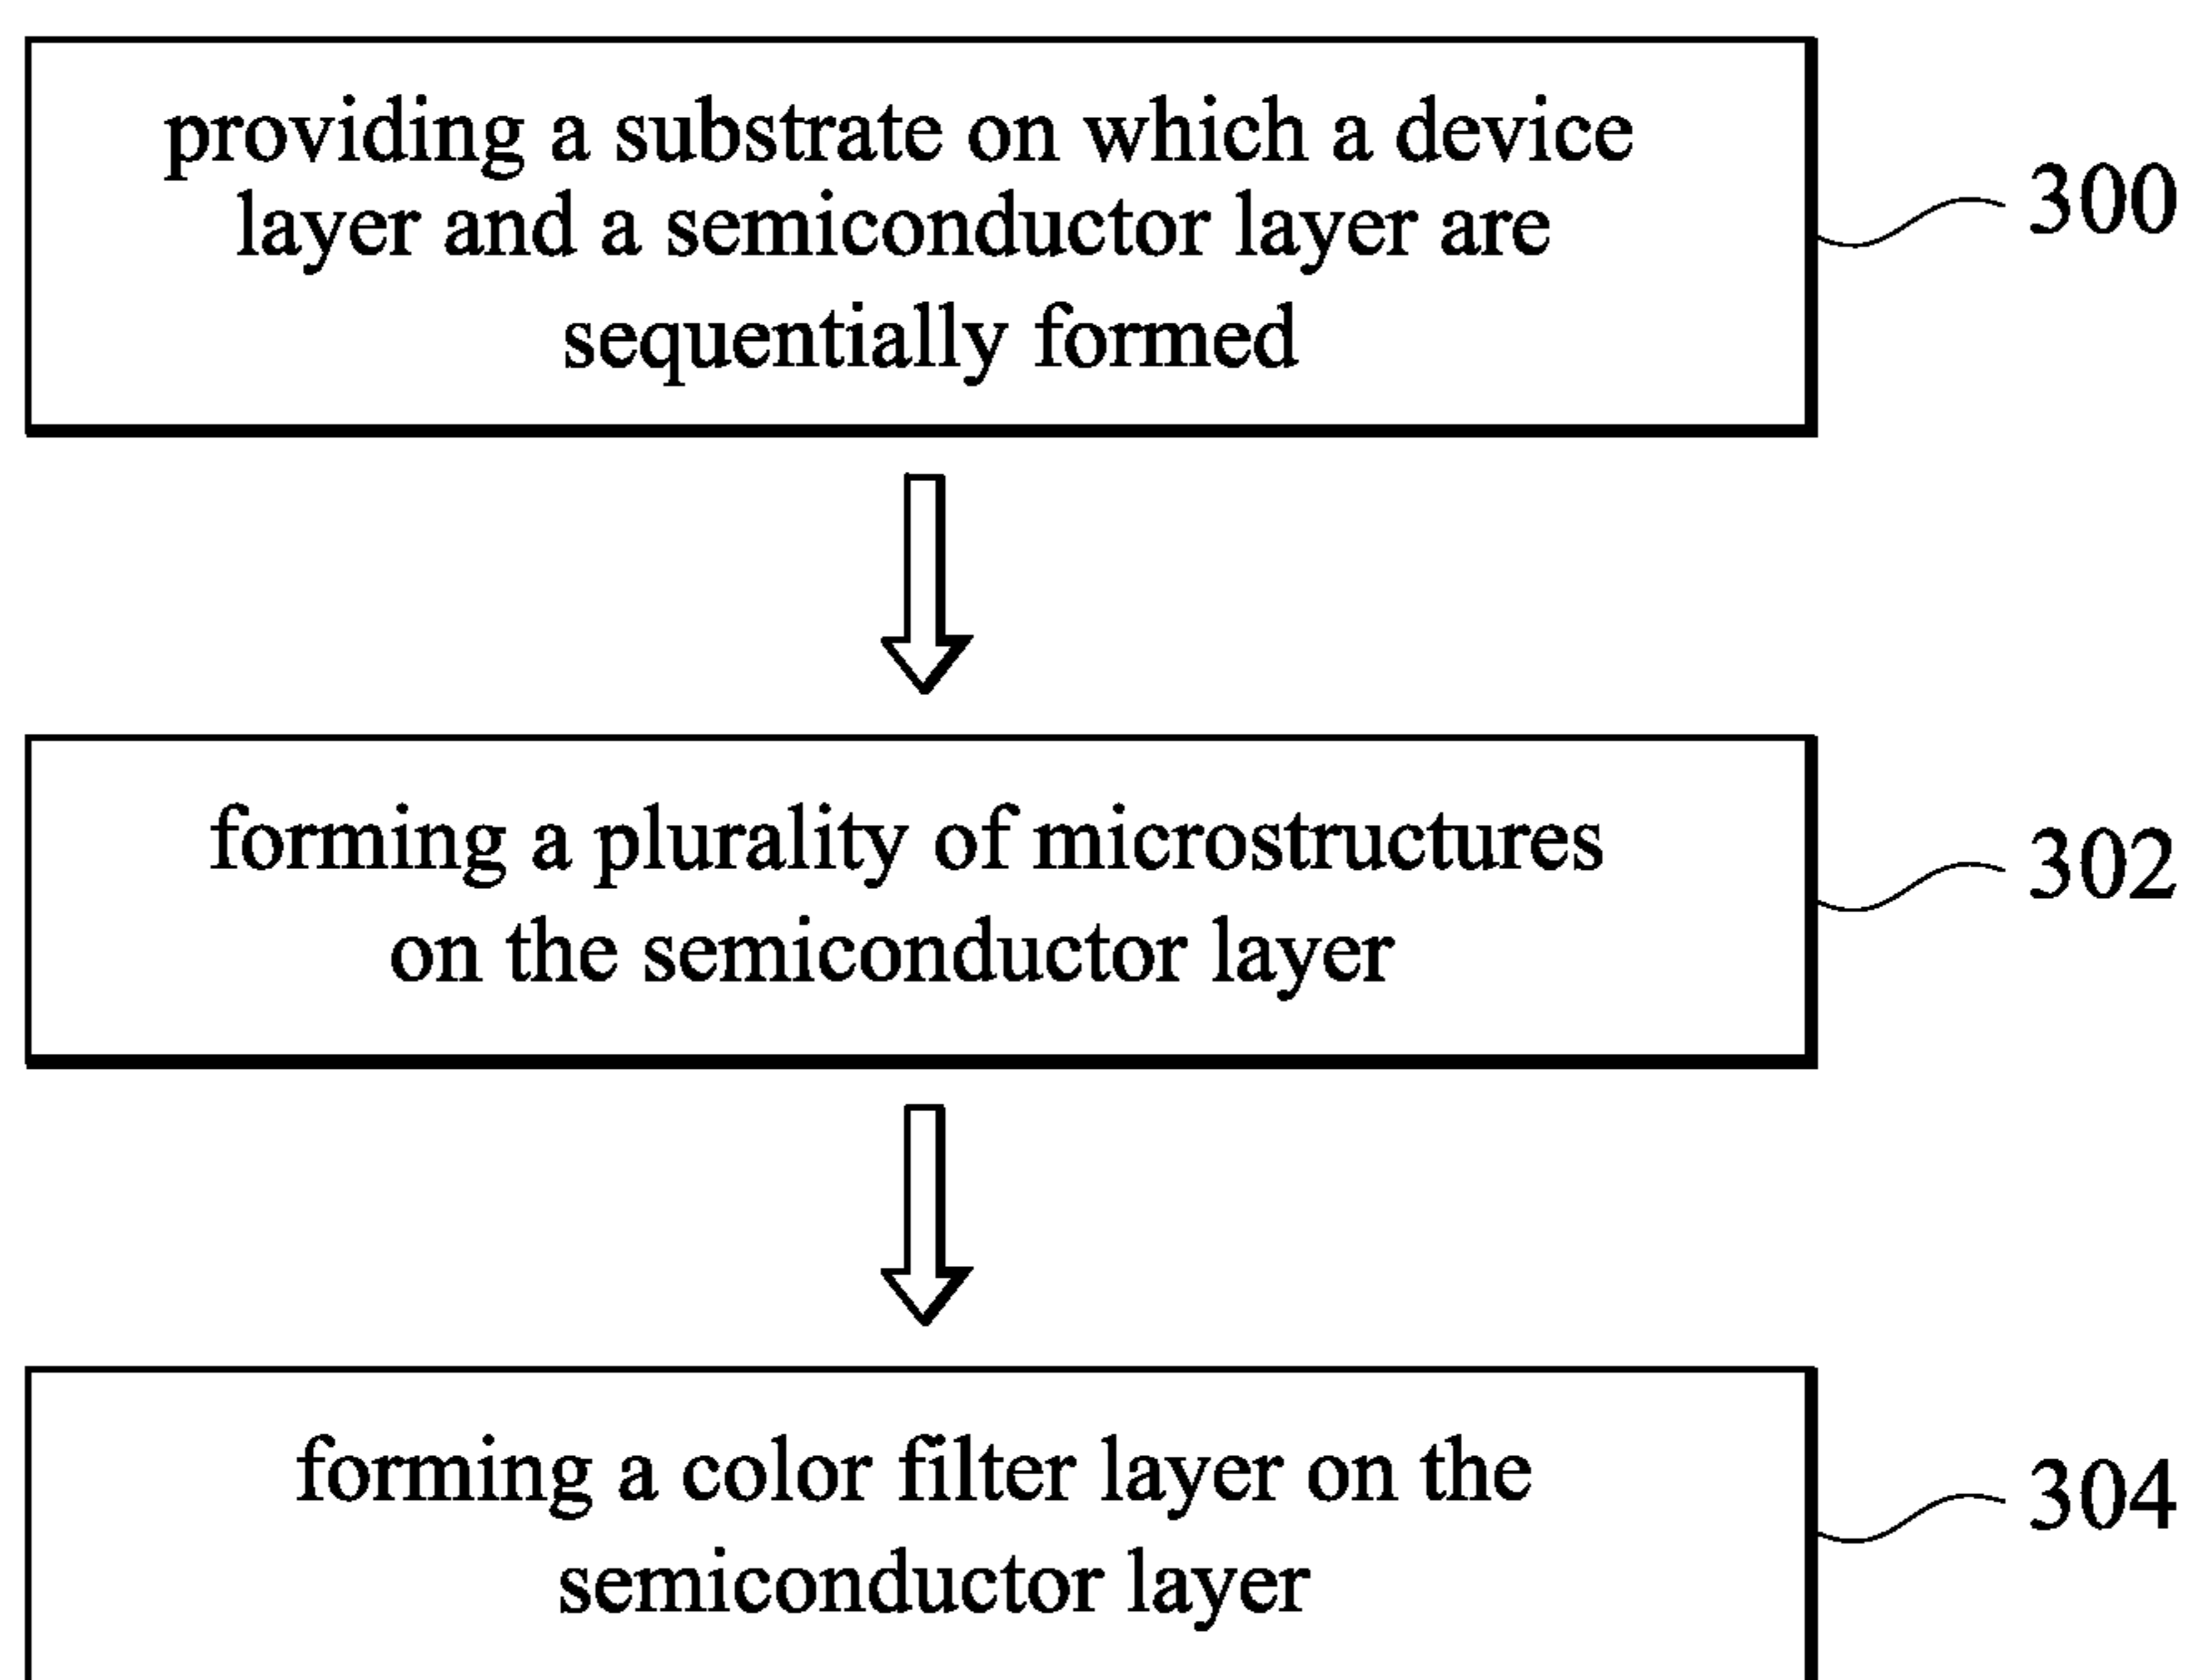 providing a substrate on which a device
layer and a semiconductor layer are
sequentially formed
300
forming a plurality of microstructures
on the semiconductor layer
302
forming a color filter layer on the
semiconductor layer
304